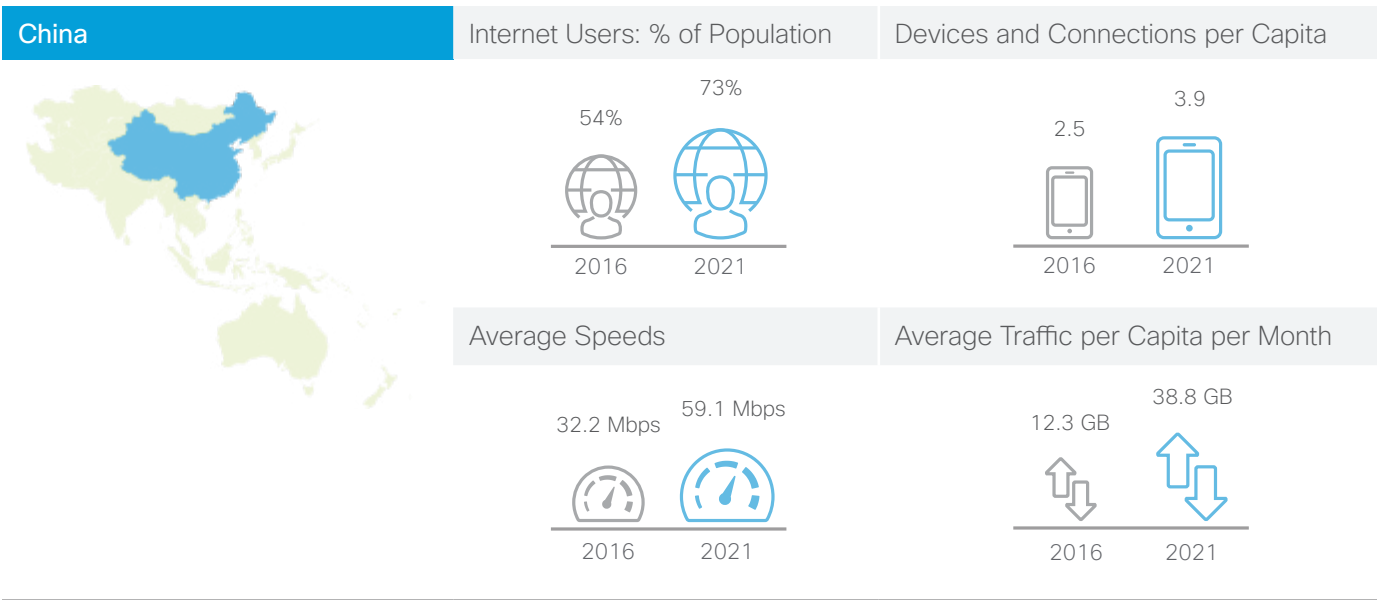 China
Internet Users: % of Population
Devices and Connections per Capita
54%
73%
2016
2021
2.5
3.9
2016
2021
Average Speeds
Average Traffic per Capita per Month
32.2 Mbps
59.1 Mbps
2016
2021
12.3 GB
38.8 GB
2016
2021